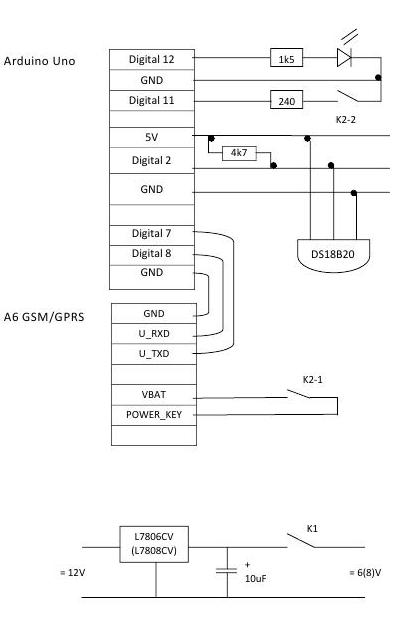 Arduino Uno
Digital 12
1k5
GND
Digital 11
240
K2-2
5V
4k7
Digital 2
GND
Digital 7
Digital 8
DS18B20
GND
A6 GSM/GPRS
GND
U_RXD
U_TXD
K2-1
VBAT
POWER_KEY
L7806CV
(L7808CV)
K1
= 12V
+
10uF
= 6(8)V